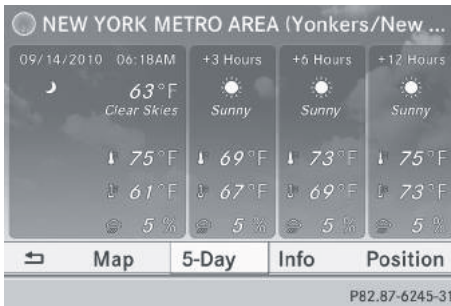 NEW YORK METRO AREA (Yonkers/New ...
09/14/2010 06:18AM +3 Hours +6 Hours +12 Hours
63°F
Clear Skies Sunny Sunny Sunny
75°F 69°F 73°F 75°F
61°F 67°F 69°F 73°F
5 % 5 % 5 % 5 %
Map 5-Day Info Position
P82.87-6245-31